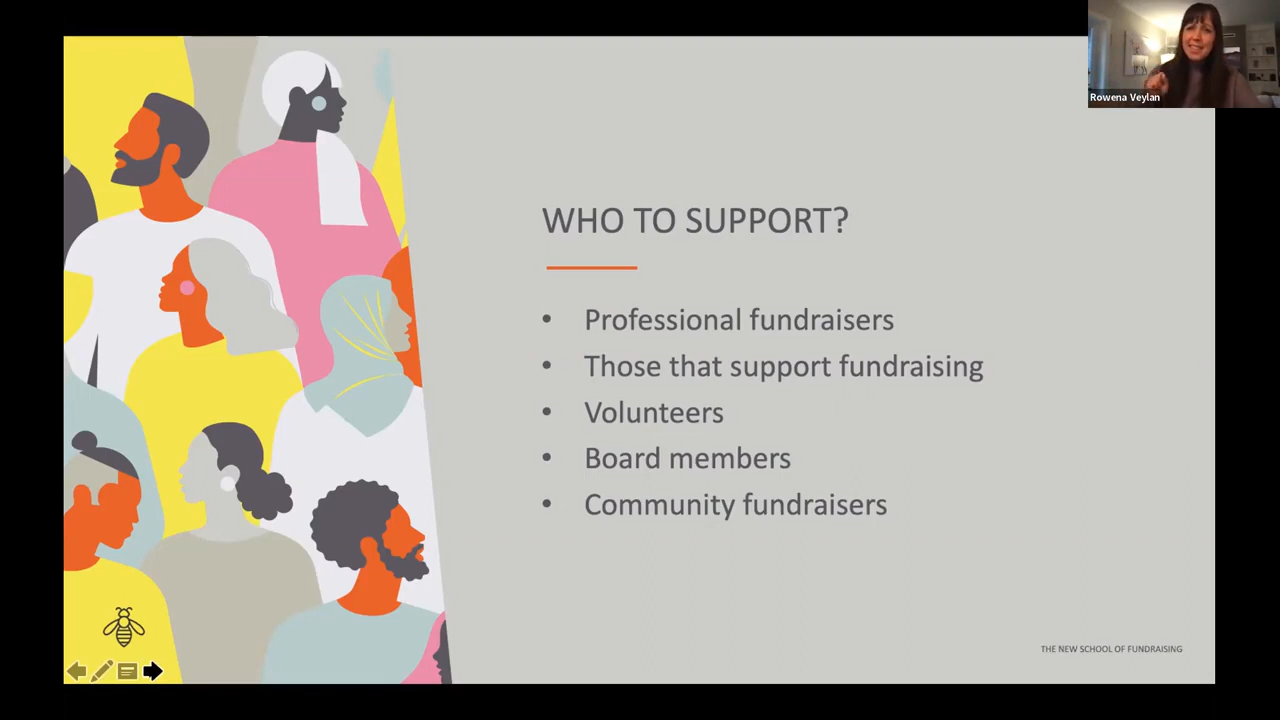 Rowena Veylan
WHO TO SUPPORT?
• Professional fundraisers
• Those that support fundraising
• Volunteers
• Board members
• Community fundraisers
THE NEW SCHOOL OF FUNDRAISING